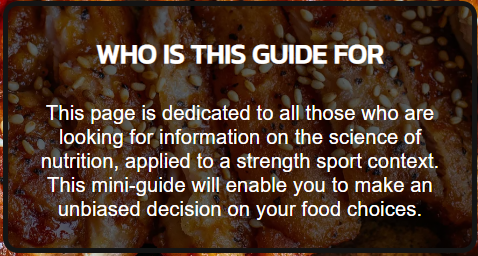 WHO IS THIS GUIDE FOR
This page is dedicated to all those who are
looking for information on the science of
nutrition, applied to a strength sport context.
This mini-guide will enable you to make an
unbiased decision on your food choices.